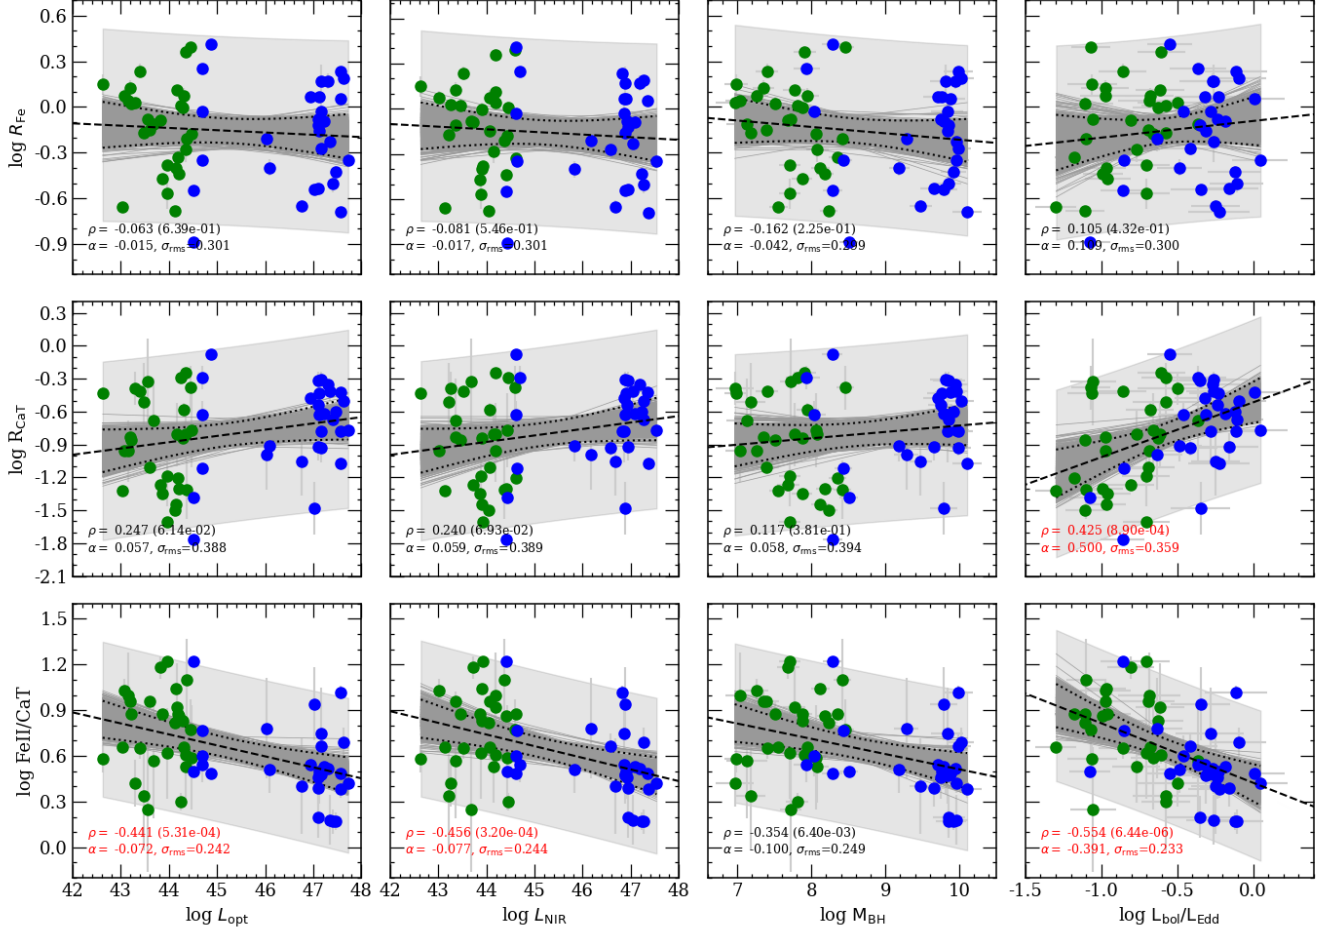 0.6
0.3
0.0
-0.3
-0.6
-0.9
log R_Fe
ρ = -0.063 (6.39e-01)
α = -0.015, σ_rms=0.301
ρ = -0.081 (5.46e-01)
α = -0.017, σ_rms=0.301
ρ = -0.162 (2.25e-01)
α = -0.042, σ_rms=0.299
ρ = 0.105 (4.32e-01)
α = 0.109, σ_rms=0.300
0.3
0.0
-0.3
-0.6
-0.9
-1.2
-1.5
-1.8
-2.1
log R_CaT
ρ = 0.247 (6.14e-02)
α = 0.057, σ_rms=0.388
ρ = 0.240 (6.93e-02)
α = 0.059, σ_rms=0.389
ρ = 0.117 (3.81e-01)
α = 0.058, σ_rms=0.394
ρ = 0.425 (8.90e-04)
α = 0.500, σ_rms=0.359
1.5
1.2
0.9
0.6
0.3
0.0
log FeII/CaT
ρ = -0.441 (5.31e-04)
α = -0.072, σ_rms=0.242
ρ = -0.456 (3.20e-04)
α = -0.077, σ_rms=0.244
ρ = -0.354 (6.40e-03)
α = -0.100, σ_rms=0.249
ρ = -0.554 (6.44e-06)
α = -0.391, σ_rms=0.233
42 43 44 45 46 47 42 43 44 45 46 47 48 7 8 9 10 -1.5 -1.0 -0.5 0.0
log L_opt
log L_NIR
log M_BH
log L_bol/L_Edd